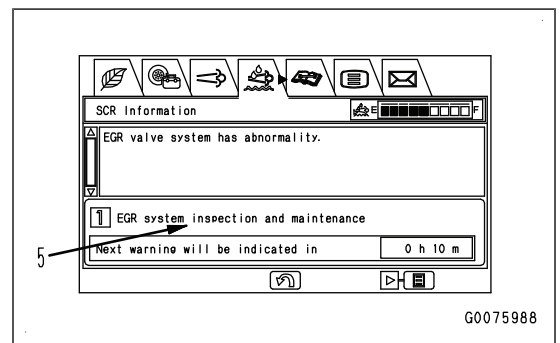 SCR Information
E F
EGR valve system has abnormality.
1 EGR system inspection and maintenance
Next warning will be indicated in 0 h 10 m
5
G0075988